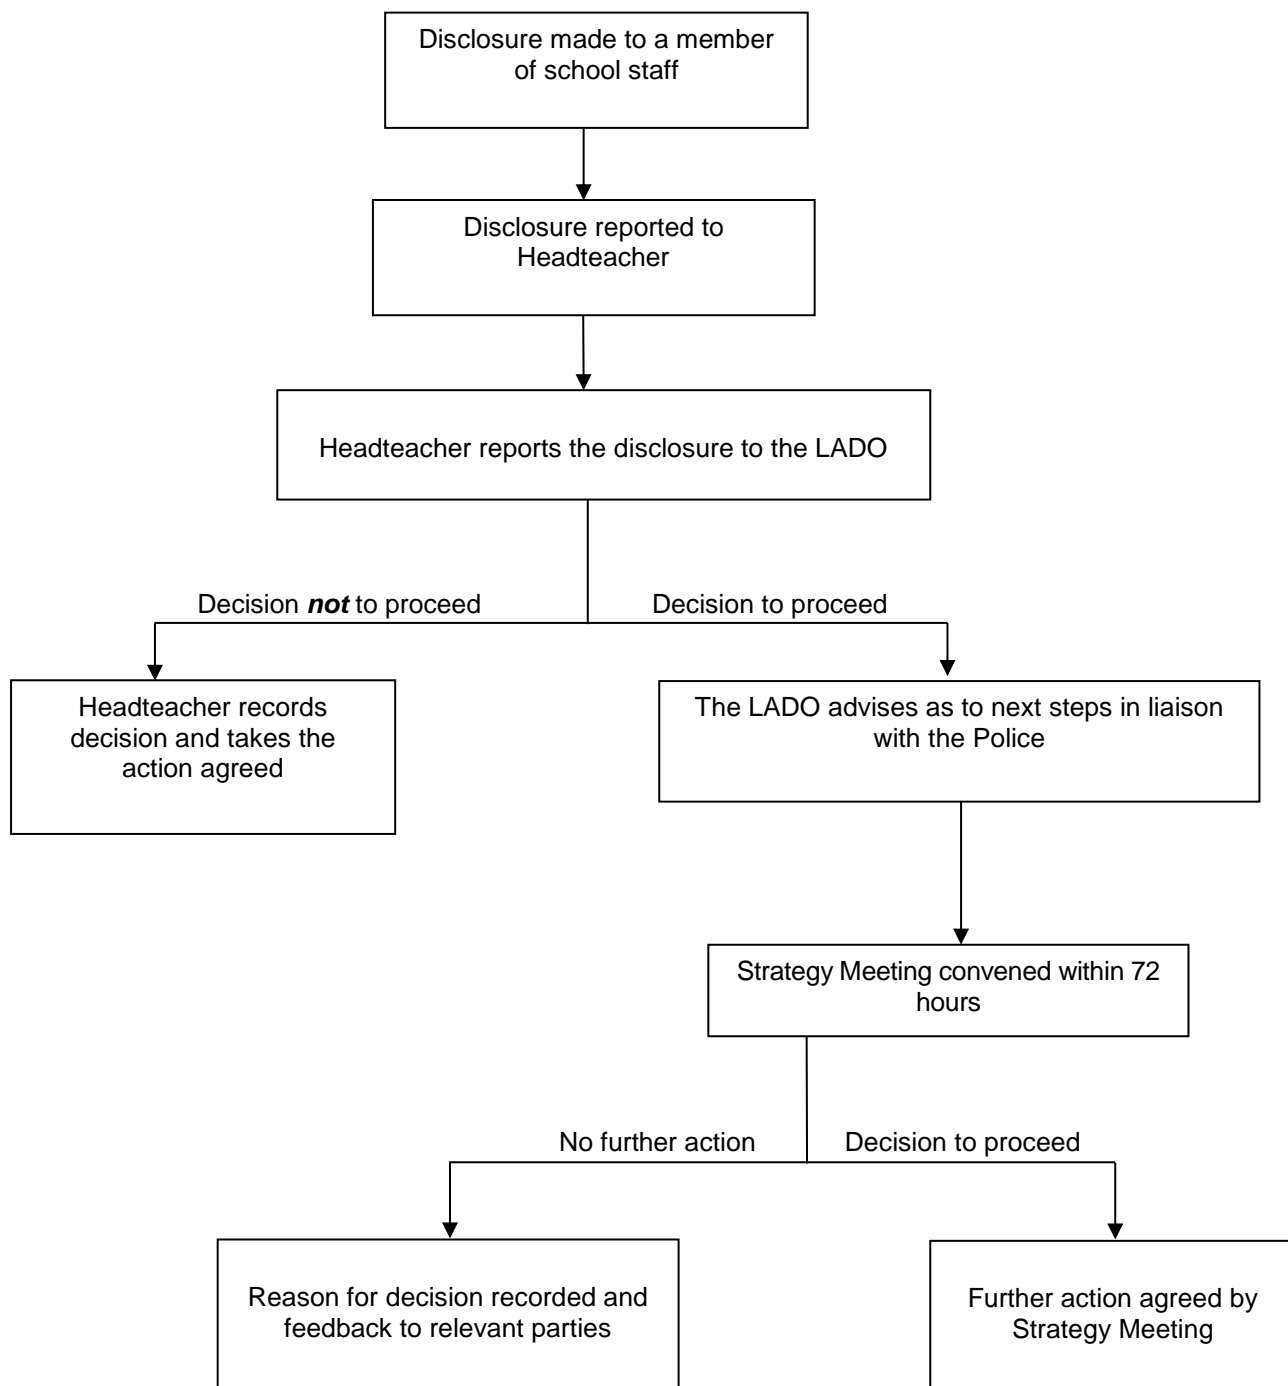 Disclosure made to a member
of school staff
Disclosure reported to
Headteacher
Headteacher reports the disclosure to the LADO
Decision not to proceed
Decision to proceed
Headteacher records
decision and takes the
action agreed
The LADO advises as to next steps in liaison
with the Police
Strategy Meeting convened within 72
hours
No further action
Decision to proceed
Reason for decision recorded and
feedback to relevant parties
Further action agreed by
Strategy Meeting